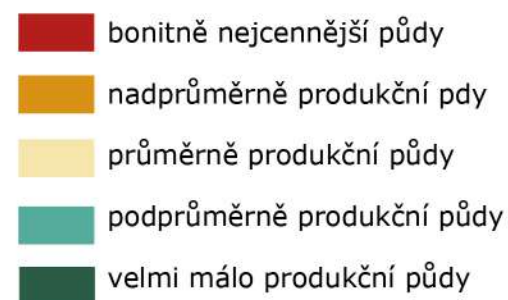 bonitně nejcennější půdy
nadprůměrně produkční pdy
průměrně produkční půdy
podprůměrně produkční půdy
velmi málo produkční půdy